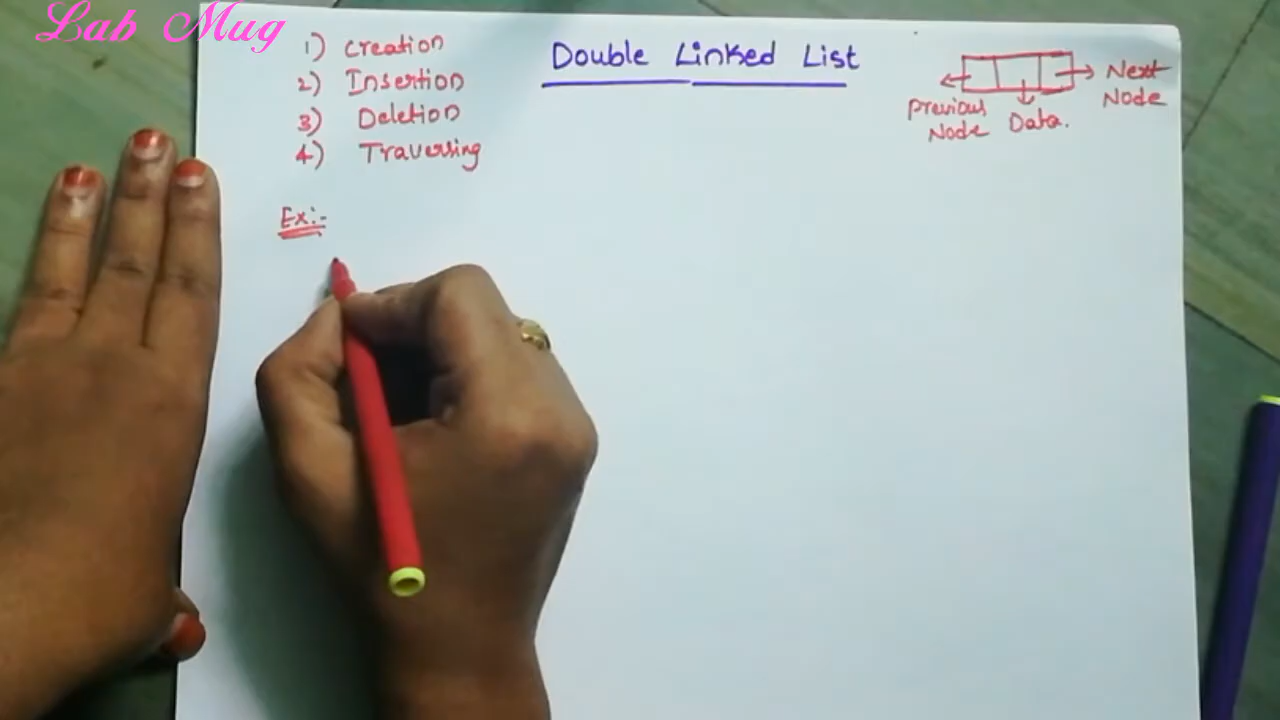 Lab Mug
Double Linked List
1) Creation
2) Insertion
3) Deletion
4) Traversing
Next
Node
Previous
Node
Data.
Ex:-